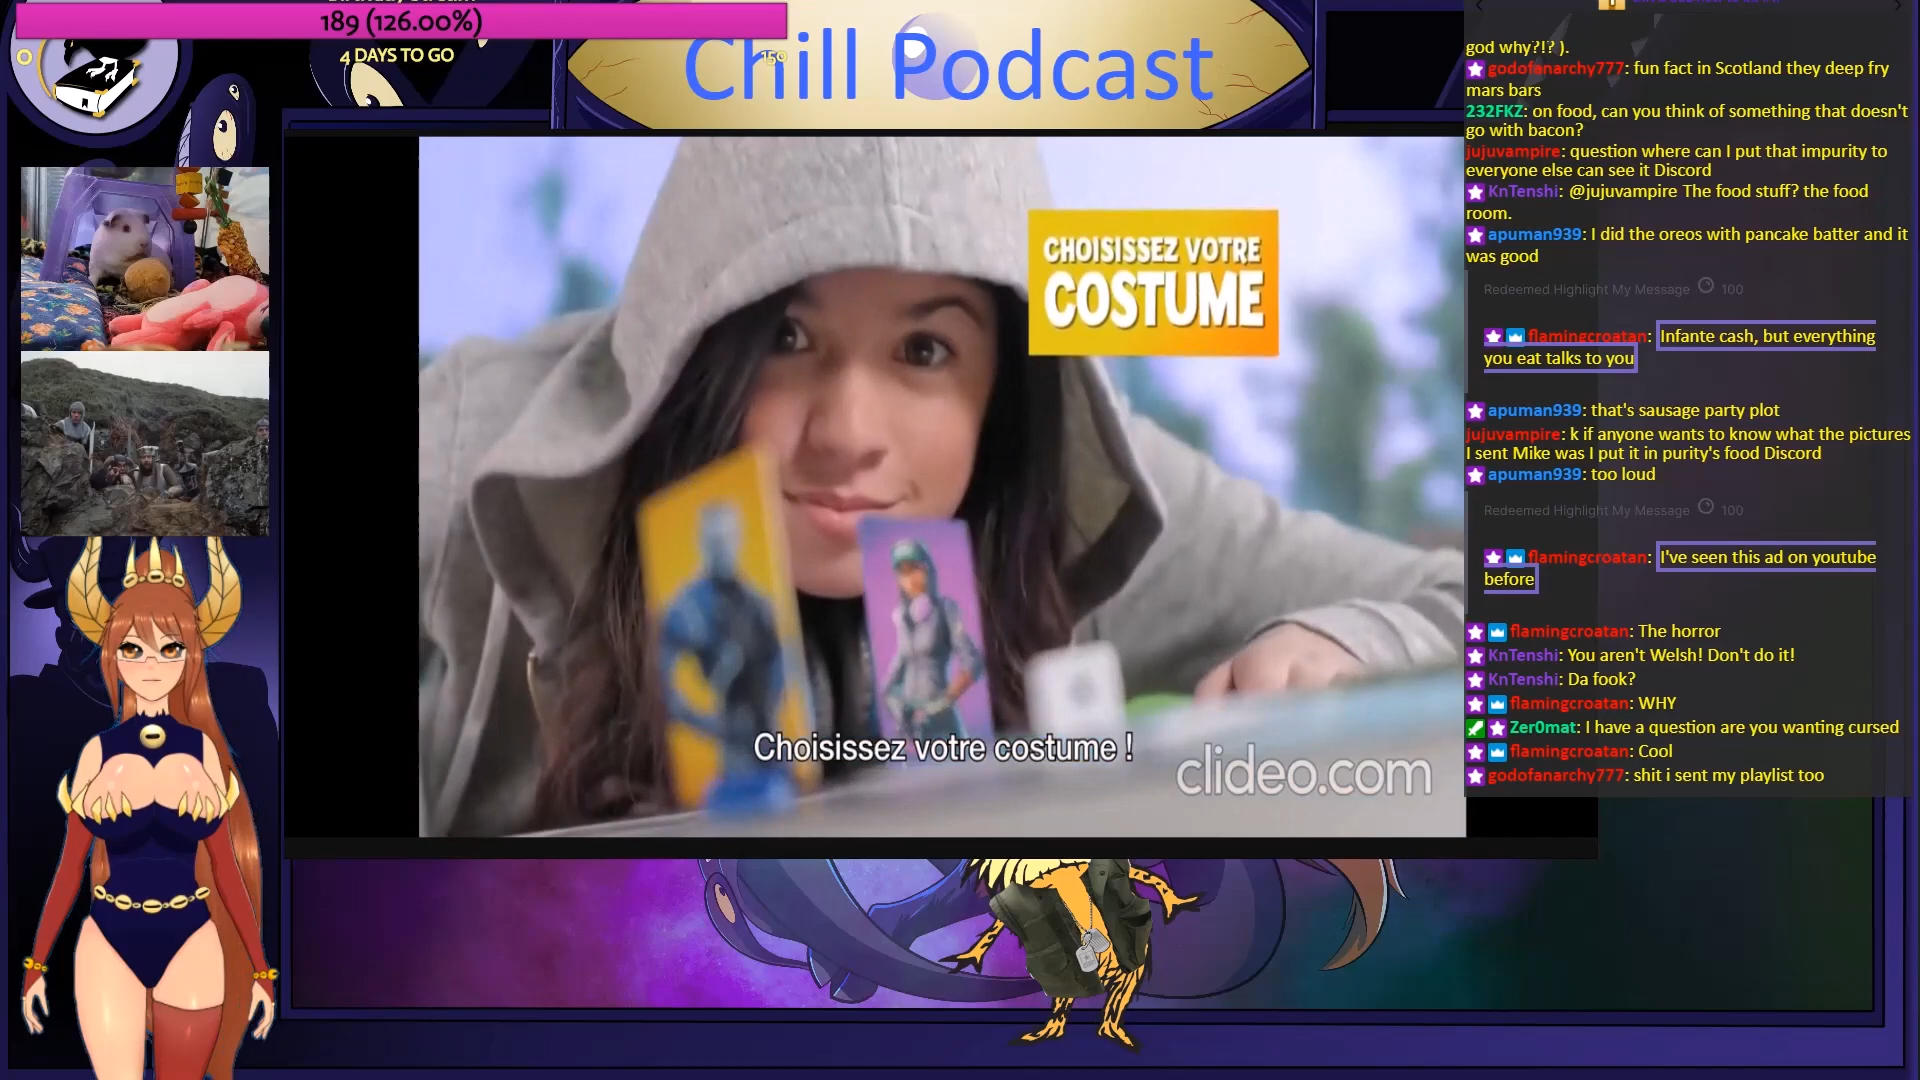 189 (126.00%)
4 DAYS TO GO
150
Chill Podcast
CHOISISSEZ VOTRE
COSTUME
Choisissez votre costume !
clideo.com
god why?!? ).
godofanarchy777: fun fact in Scotland they deep fry
mars bars
232FKZ: on food, can you think of something that doesn't
go with bacon?
jujuvampire: question where can I put that impurity to
everyone else can see it Discord
KnTenshi: @jujuvampire The food stuff? the food
room.
apuman939: I did the oreos with pancake batter and it
was good
Redeemed Highlight My Message 100
flamingcroatan: Infante cash, but everything
you eat talks to you
apuman939: that's sausage party plot
jujuvampire: k if anyone wants to know what the pictures
I sent Mike was I put it in purity's food Discord
apuman939: too loud
Redeemed Highlight My Message 100
flamingcroatan: I've seen this ad on youtube
before
flamingcroatan: The horror
KnTenshi: You aren't Welsh! Don't do it!
KnTenshi: Da fook?
flamingcroatan: WHY
Zer0mat: I have a question are you wanting cursed
flamingcroatan: Cool
godofanarchy777: shit i sent my playlist too